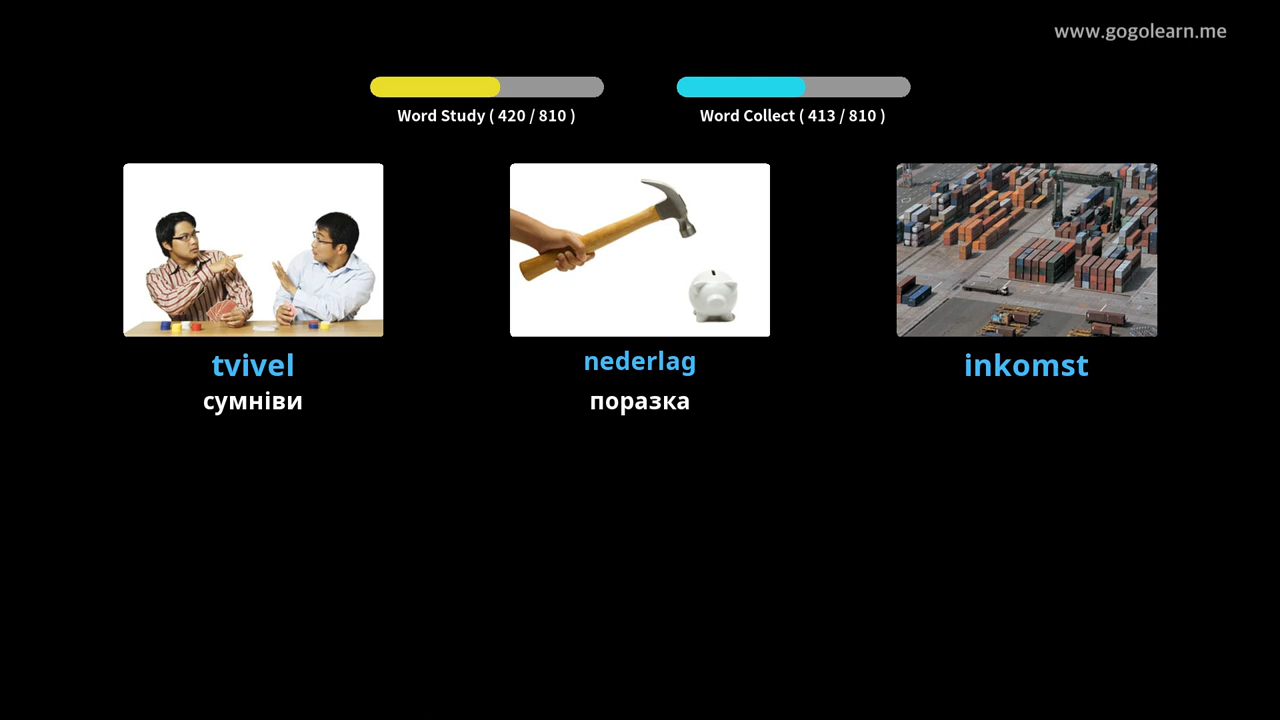 www.gogolearn.me
Word Study ( 420 / 810 )
Word Collect ( 413 / 810 )
tvivel
сумніви
nederlag
поразка
inkomst